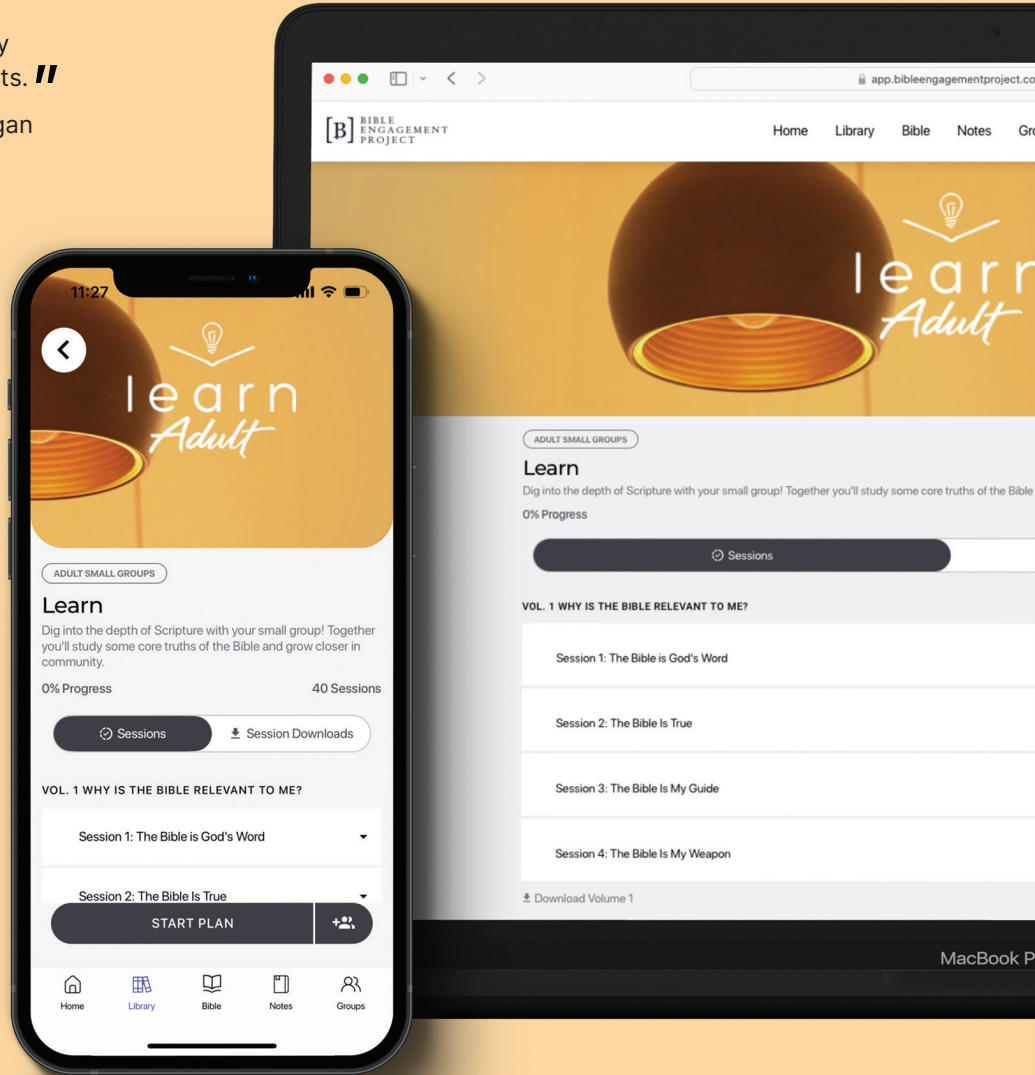 ts. "
11:27
learn
Adult
ADULT SMALL GROUPS
Learn
Dig into the depth of Scripture with your small group! Together
you'll study some core truths of the Bible and grow closer in
community.
0% Progress 40 Sessions
Sessions Session Downloads
VOL. 1 WHY IS THE BIBLE RELEVANT TO ME?
Session 1: The Bible is God's Word
Session 2: The Bible Is True
START PLAN
Home Library Bible Notes Groups
app.bibleengagementproject.co
[B] BIBLE
ENGAGEMENT
PROJECT
Home Library Bible Notes Gro
learn
Adult
ADULT SMALL GROUPS
Learn
Dig into the depth of Scripture with your small group! Together you'll study some core truths of the Bible
0% Progress
Sessions
VOL. 1 WHY IS THE BIBLE RELEVANT TO ME?
Session 1: The Bible is God's Word
Session 2: The Bible Is True
Session 3: The Bible Is My Guide
Session 4: The Bible Is My Weapon
Download Volume 1
MacBook P